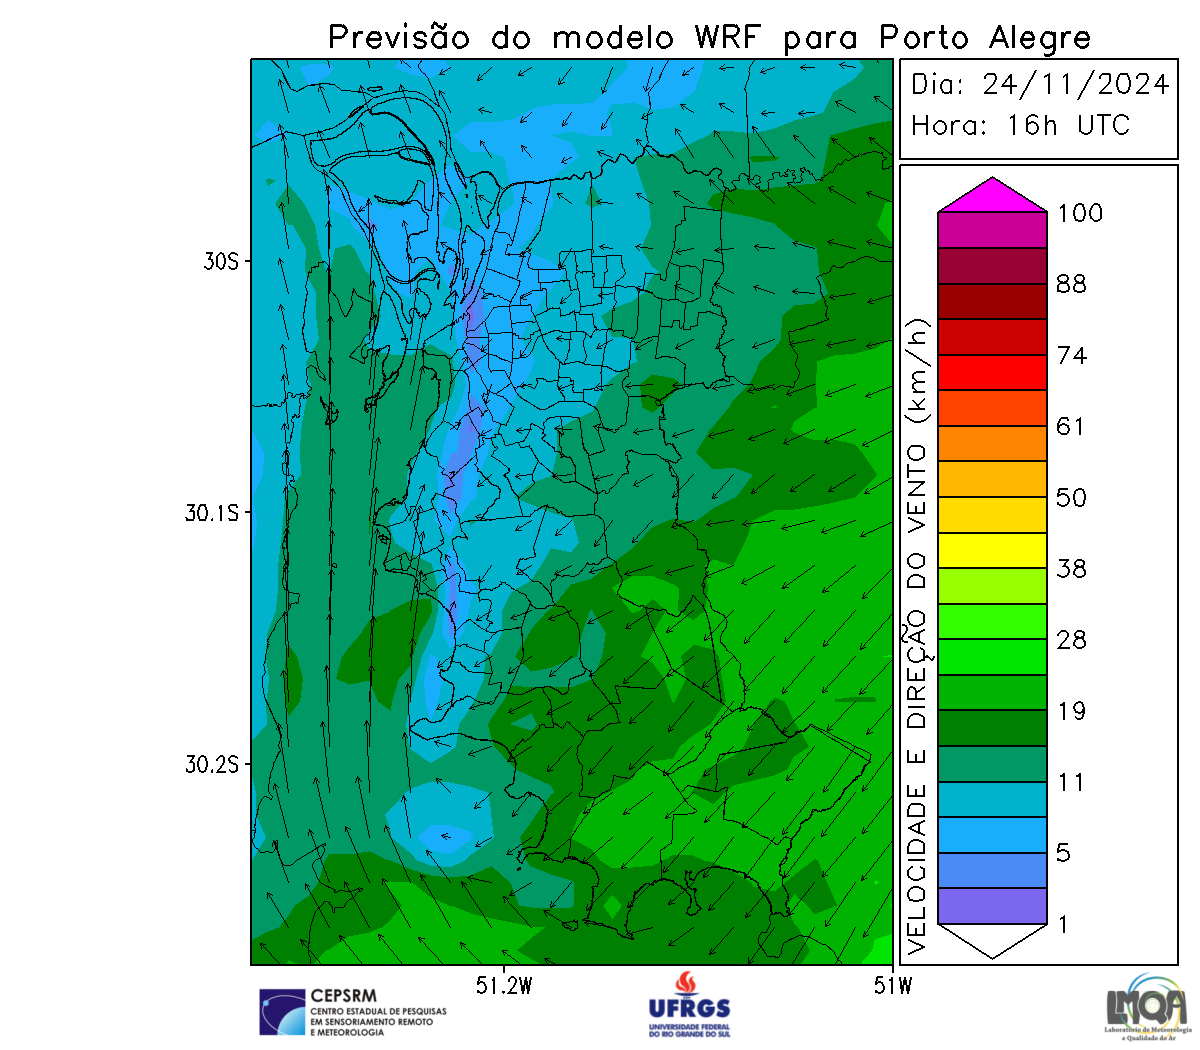 Previsão do modelo WRF para Porto Alegre
Dia: 24/11/2024
Hora: 16h UTC
30S
30.1S
30.2S
51.2W
51W
VELOCIDADE E DIREÇÃO DO VENTO (km/h)
100
88
74
61
50
38
28
19
11
5
1
CEPSRM
CENTRO ESTADUAL DE PESQUISAS
EM SENSORIAMENTO REMOTO
E METEOROLOGIA
UFRGS
UNIVERSIDADE FEDERAL
DO RIO GRANDE DO SUL
LMQA
Laboratório de Meteorologia
e Qualidade do Ar